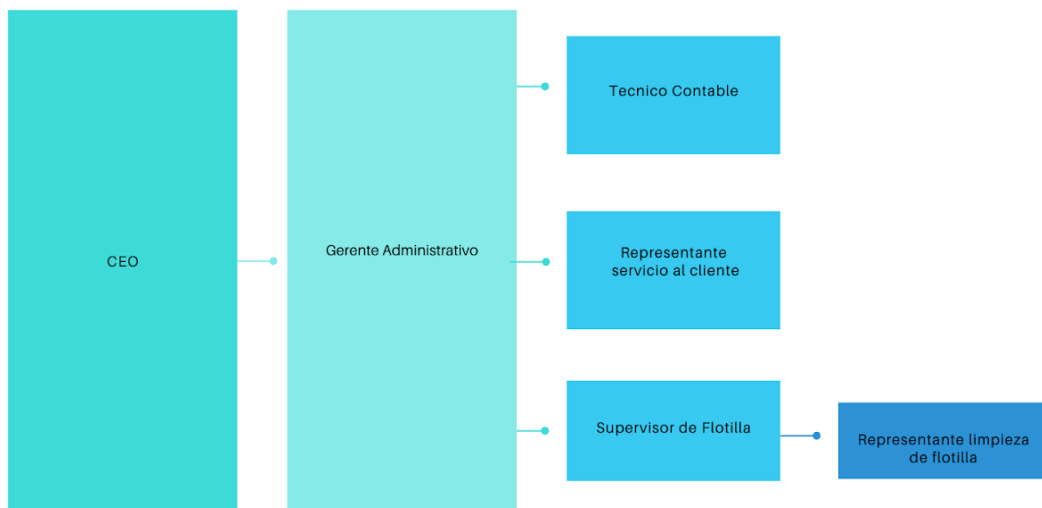 CEO
Gerente Administrativo
Tecnico Contable
Representante
servicio al cliente
Supervisor de Flotilla
Representante limpieza
de flotilla